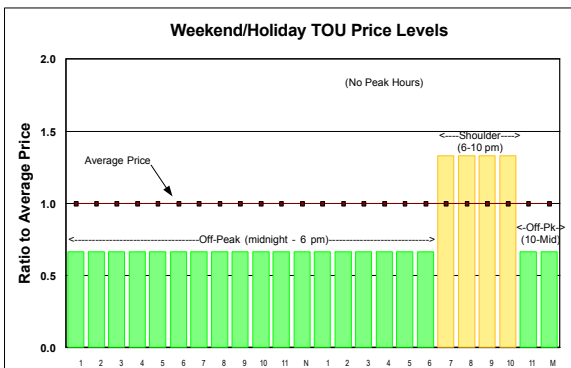 Weekend/Holiday TOU Price Levels
Ratio to Average Price
2.0
1.5
1.0
0.5
0.0
(No Peak Hours)
<----Shoulder---->
(6-10 pm)
Average Price
<-----------------------------Off-Peak (midnight - 6 pm)------------------------->
<-Off-Pk->
(10-Mid)
1 2 3 4 5 6 7 8 9 10 11 N 1 2 3 4 5 6 7 8 9 10 11 M